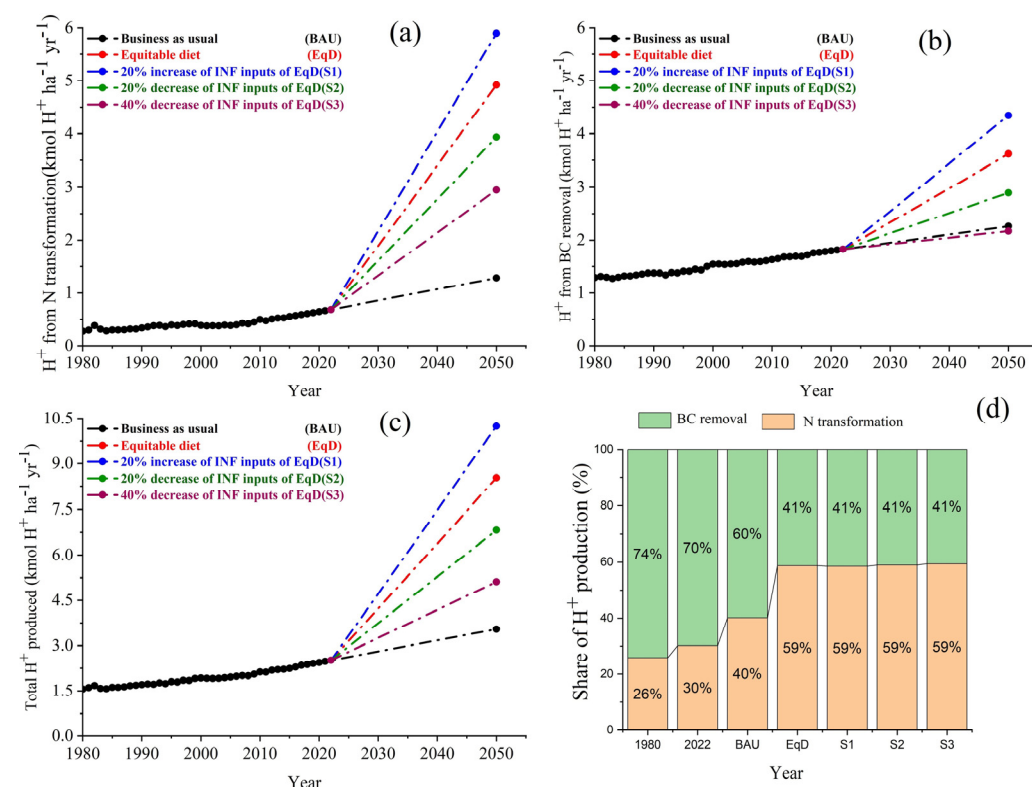 (a)
Business as usual (BAU)
Equitable diet (EqD)
20% increase of INF inputs of EqD(S1)
20% decrease of INF inputs of EqD(S2)
40% decrease of INF inputs of EqD(S3)
H⁺ from N transformation(kmol H⁺ ha⁻¹ yr⁻¹)
6
5
4
3
2
1
0
1980 1990 2000 2010 2020 2030 2040 2050
Year
(b)
Business as usual (BAU)
Equitable diet (EqD)
20% increase of INF inputs of EqD(S1)
20% decrease of INF inputs of EqD(S2)
40% decrease of INF inputs of EqD(S3)
H⁺ from BC removal (kmol H⁺ ha⁻¹ yr⁻¹)
6
5
4
3
2
1
0
1980 1990 2000 2010 2020 2030 2040 2050
Year
(c)
Business as usual (BAU)
Equitable diet (EqD)
20% increase of INF inputs of EqD(S1)
20% decrease of INF inputs of EqD(S2)
40% decrease of INF inputs of EqD(S3)
Total H⁺ produced (kmol H⁺ ha⁻¹ yr⁻¹)
10.5
9.0
7.5
6.0
4.5
3.0
1.5
0.0
1980 1990 2000 2010 2020 2030 2040 2050
Year
(d)
BC removal N transformation
Share of H⁺ production (%)
100
80
60
40
20
0
74% 70% 60% 41% 41% 41% 41%
26% 30% 40% 59% 59% 59% 59%
1980 2022 BAU EqD S1 S2 S3
Year